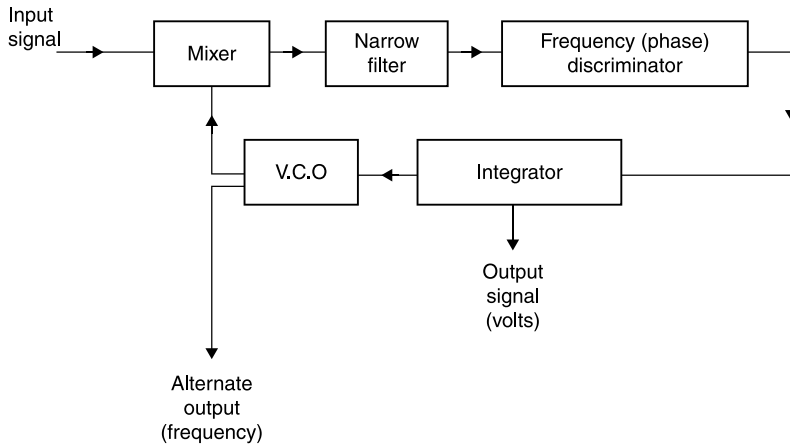 Input
signal
Mixer
Narrow
filter
Frequency (phase)
discriminator
V.C.O
Integrator
Output
signal
(volts)
Alternate
output
(frequency)